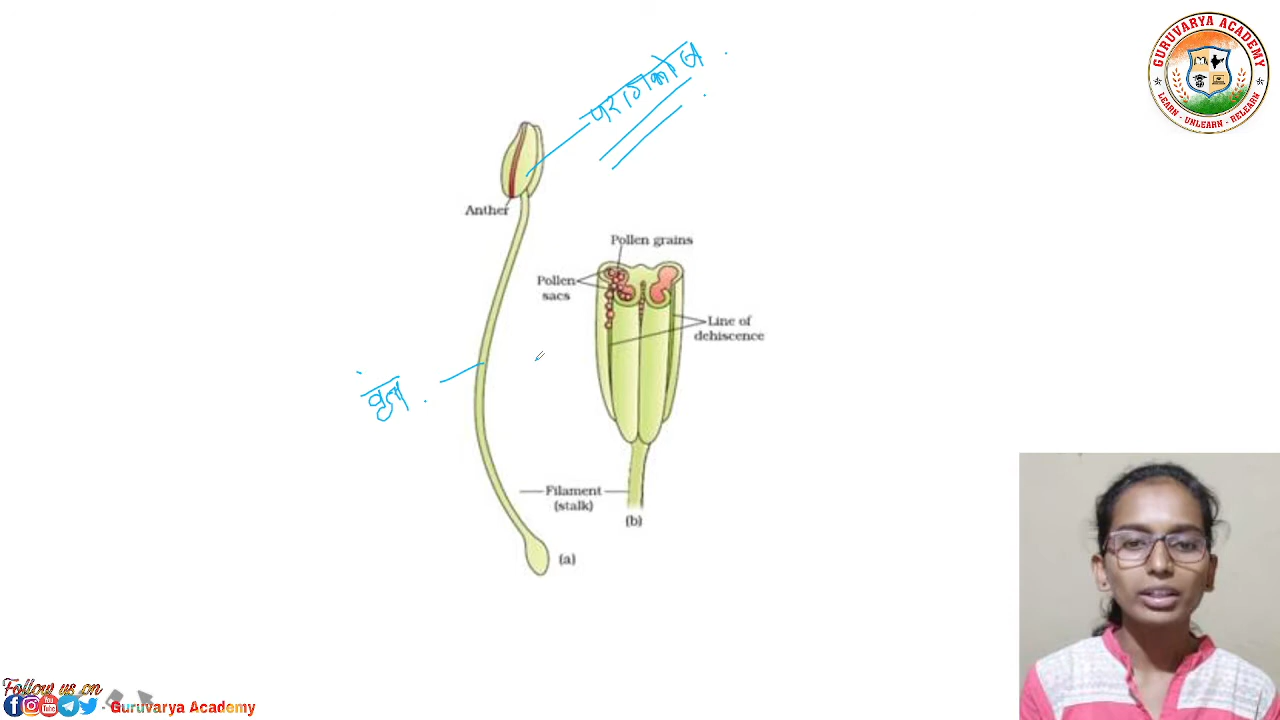 GURUVARYA ACADEMY
LEARN - UNLEARN - RELEARN
परागकोष
Anther
Pollen grains
Pollen
sacs
Line of
dehiscence
वृन्त
Filament
(stalk)
(b)
(a)
Follow us on
- Guruvarya Academy